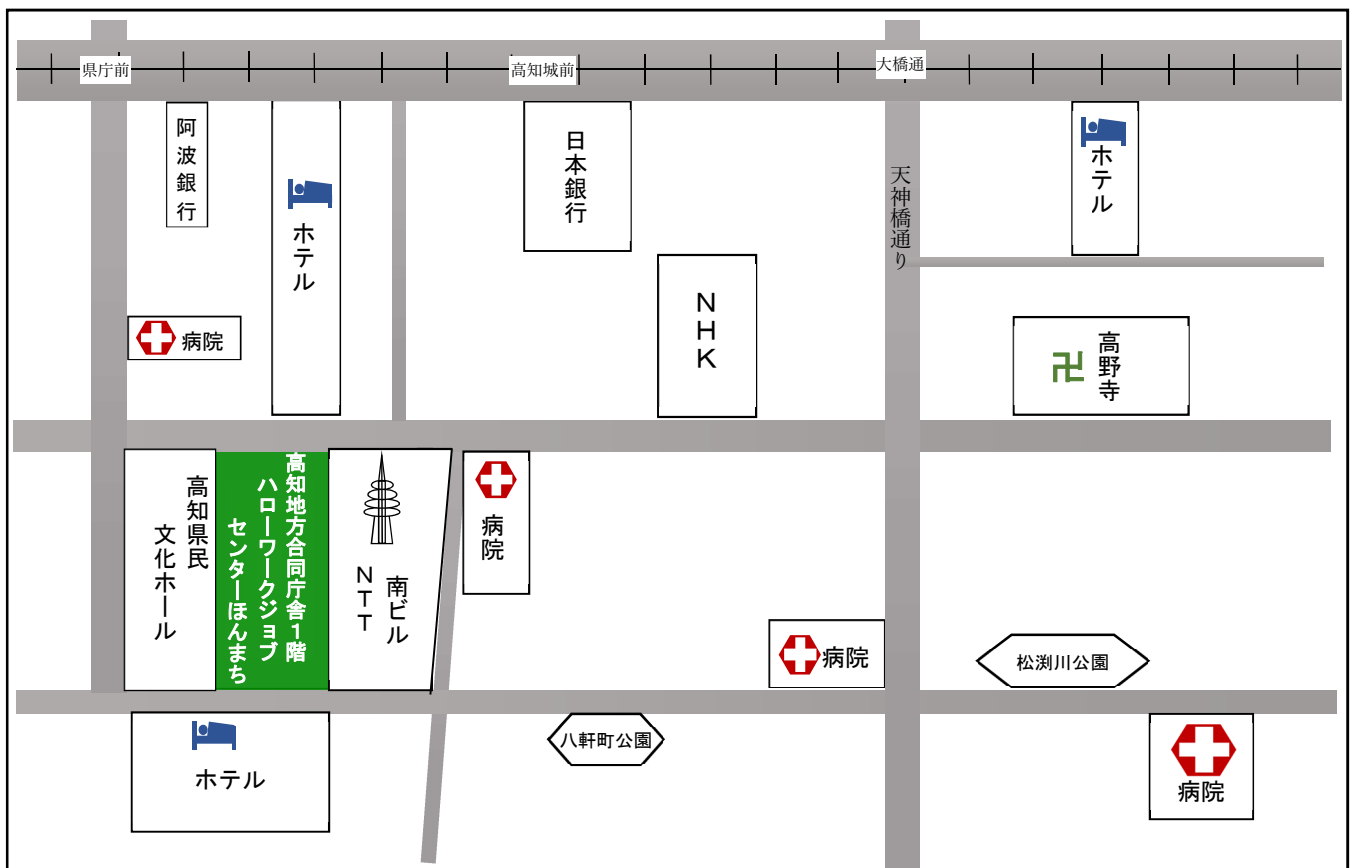 県庁前
高知城前
大橋通
阿波銀行
ホテル
日本銀行
天神橋通り
ホテル
NHK
病院
高野寺
高知県民
文化ホール
高知地方合同庁舎1階
ハローワークジョブ
センターほんまち
南ビル
NTT
病院
病院
松渕川公園
ホテル
八軒町公園
病院